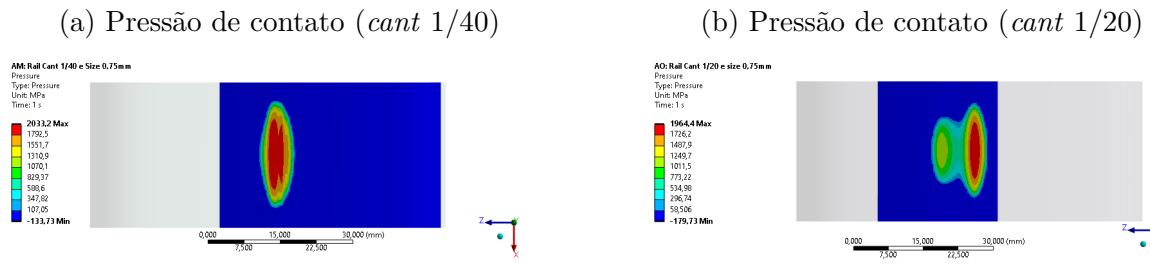 (a) Pressão de contato (cant 1/40)
AM: Rail Cant 1/40 e Size 0,75mm
Pressure
Type: Pressure
Unit: MPa
Time: 1 s
2033,2 Max
1792,5
1551,7
1310,9
1070,1
829,37
588,6
347,82
107,05
-133,73 Min
0,000 15,000 30,000 (mm)
7,500 22,500
Z
Y
X
(b) Pressão de contato (cant 1/20)
AO: Rail Cant 1/20 e size 0,75mm
Pressure
Type: Pressure
Unit: MPa
Time: 1 s
1964,4 Max
1726,2
1487,9
1249,7
1011,5
773,22
534,98
296,74
58,506
-179,73 Min
0,000 15,000 30,000 (mm)
7,500 22,500
Z